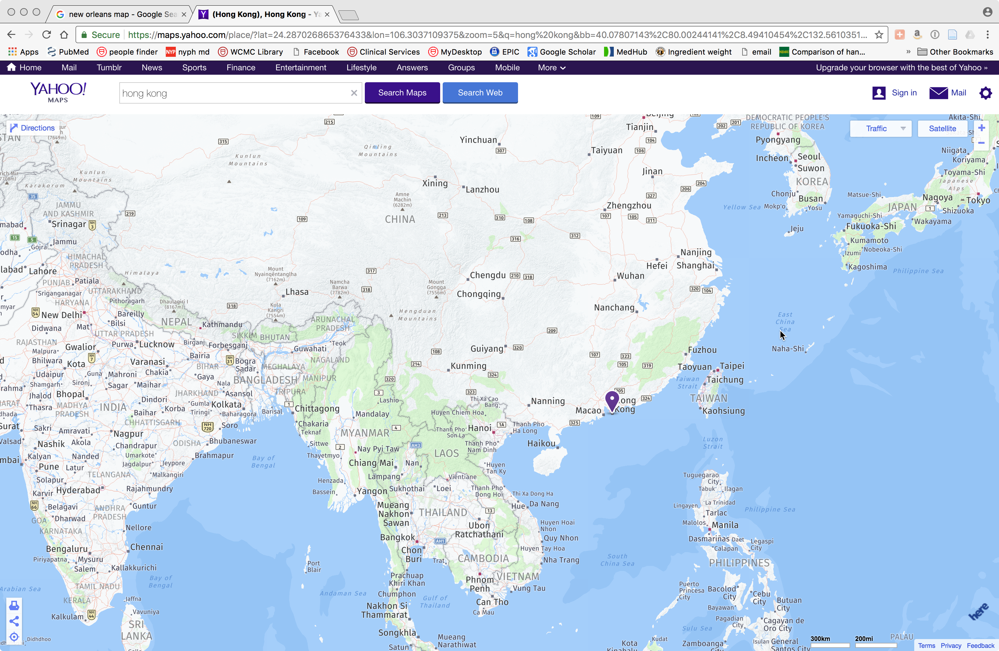 new orleans map - Google Sea
(Hong Kong), Hong Kong - Ya
Secure
https://maps.yahoo.com/place/?lat=24.287026865376433&lon=106.3037109375&zoom=5&q=hong%20kong&bb=40.07807143%2C80.00244141%2C8.49410454%2C132.5610351...
Apps PubMed people finder NYP nyph md WCMC Library Facebook Clinical Services MyDesktop EPIC Google Scholar MedHub Ingredient weight email Comparison of han... » Other Bookmarks
Home Mail Tumblr News Sports Finance Entertainment Lifestyle Answers Groups Mobile More Upgrade your browser with the best of Yahoo »
YAHOO!
MAPS
hong kong
Search Maps
Search Web
Sign in
Mail
Directions
Traffic
Satellite
DEMOCRATIC PEOPLE'S
REPUBLIC OF KOREA
Akita-Shi
Beijing
Tianjin
Yinchuan
Pyongyang
Taiyuan
Niigata
Qinling
Mountains
Kunlun
Mountains
Incheon
Seoul
Suwon
Koriyama
Jinan
Toyama-Shi
Kunlun
Mountains
Karakorum
Xining
Lanzhou
KOREA
Japanese
Alps
Chonju
Busan
Matsue-Shi
Nagoya
Tokyo
Amne
Machin
(6282m)
Zhengzhou
Yellow Sea
Mokp'o
Yosu
JAPAN
Shizuoka
JAMMU
AND KASHMIR
CHINA
Yamaguchi-Shi
Wakayama
Srinagar
Fukuoka-Shi
Jeju
Jammu
Kumamoto
Gojra
Nobeoka-Shi
Izumi
HIMACHAL
PRADESH
Nanjing
Hefei
Shanghai
Kagoshima
Philippine Sea
Lahore
Himalaya
Mount
Nyainqêntanglha
(7162m)
Chengdu
Wuhan
PUNJAB
Patiala
Namcha
Barwa
(7782m)
Mount
Gongga
(7556m)
Sriganganagar
UTTARAKHAND
Lhasa
Chongqing
HARYANA
Pithoragarh
Dhaulagiri I
(8167m)
Kula
Kangri
(7554m)
Nanchang
New Delhi
Bareilly
Hengduan
Mountains
East
China
Sea
NEPAL
Kathmandu
ARUNACHAL
PRADESH
Didwana
Mat
Bilsi
UTTAR PRADESH
SIKKIM
BHUTAN
RAJASTHAN
Malpura
Gwalior
Purwa
Lucknow
Birganj
Forbesganj
Guwahati
Teok
Guiyang
Fuzhou
Naha-Shi
Bhilwara
Kota
Varanasi
Bairia
Bogra
Sadar
NAGALAND
Kunming
Taoyuan
Taipei
Udaipur
Guna
Mahroni
Chakia
BIHAR
Gaya
MEGHALAYA
Shamgarh
Sironj
Sagar
Maihar
Nala
BANGLADESH
MANIPUR
Taiwan
Strait
Taichung
Jhalod
Bhopal
Dindori
JHARKHAND
Asansol
TRIPURA
Lashio
Thi Xa Cao
Bang
Nanning
TAIWAN
Thasra
MADHYA
PRADESH
INDIA
Baihar
Korba
Gumla
Tiringi
Kolkata
Baharagora
Barisal
Chittagong
Mandalay
Huyen Chiem Hoa
Macao
Kong
Kaohsiung
CHHATTISGARH
Surat
Sakri
Amravati
Soro
Chakaria
Teknaf
MYANMAR
Thanh Pho
Son La
Hanoi
Thanh Pho
Ha Long
Nagpur
Nashik
Akola
Chandrapur
ODISHA
Bhubaneswar
Sittwe
Thanh Pho
Nam Dinh
Haikou
Luzon
Strait
Kalyan
Nanded
Umarkote
Brahmapur
Bay of
Bengal
Thayetmyo
Nay Pyi Taw
LAOS
Pune
Latur
Jagdalpur
Jeypore
Chiang Mai
Nan
Huyen
Tan Ky
Solapur
TELANGANA
Malkangiri
Henzada
Lampang
Vientiane
Tuguegarao
City
Karvir
Hyderabad
Rajahmundry
Bassein
Yangon
Sukhothai
Loei
Thanh Pho
Dong Hoi
Thi Xa Dong Ha
Tabuk
Ilagan
Belagavi
ANDHRA
PRADESH
Guntur
Mueang
Nakhon
Sawan
THAILAND
Hue
Da Nang
Lingayen
La Trinidad
GOA
Dharwad
Tarlac
Philippine Sea
KARNATAKA
Nellore
Ubon
Ratchathani
Huyen Hoai
Nhon
Malolos
Manila
Bengaluru
Chennai
Bangkok
Quy Nhon
Dasmariñas
Daet
Legaspi
City
Piriyapatna
Mysuru
Chon
Buri
Huyen Tay Hoa
Calapan
Salem
Kallakkurichi
Port
Blair
Trat
CAMBODIA
Nha Trang
South
China Sea
PHILIPPINES
Bay of
Bengal
Prachuap
Khiri Khan
Phnom
Penh
VIETNAM
Vung Tau
Puerto
Princesa
City
Bacolod
City
Arabian Sea
TAMIL NADU
Andaman Sea
Chumphon
Gulf of
Thailand
Can Tho
Cebu
City
Butuan
City
KERALA
Jaffna
Nakhon Si
Thammarat
Ca Mau
Bayawan
Kalkulam
Vavuniya
Pagadian
City
Cagayan de
Oro City
SRI
LANKA
Songkhla
Sulu Sea
Didhdhoo
Satun
Mueang
Narathiwat
Kota
Kudat
Zamboanga
Isulan
General
Santos City
300km
200mi
PALAU
here
Terms Privacy Feedback